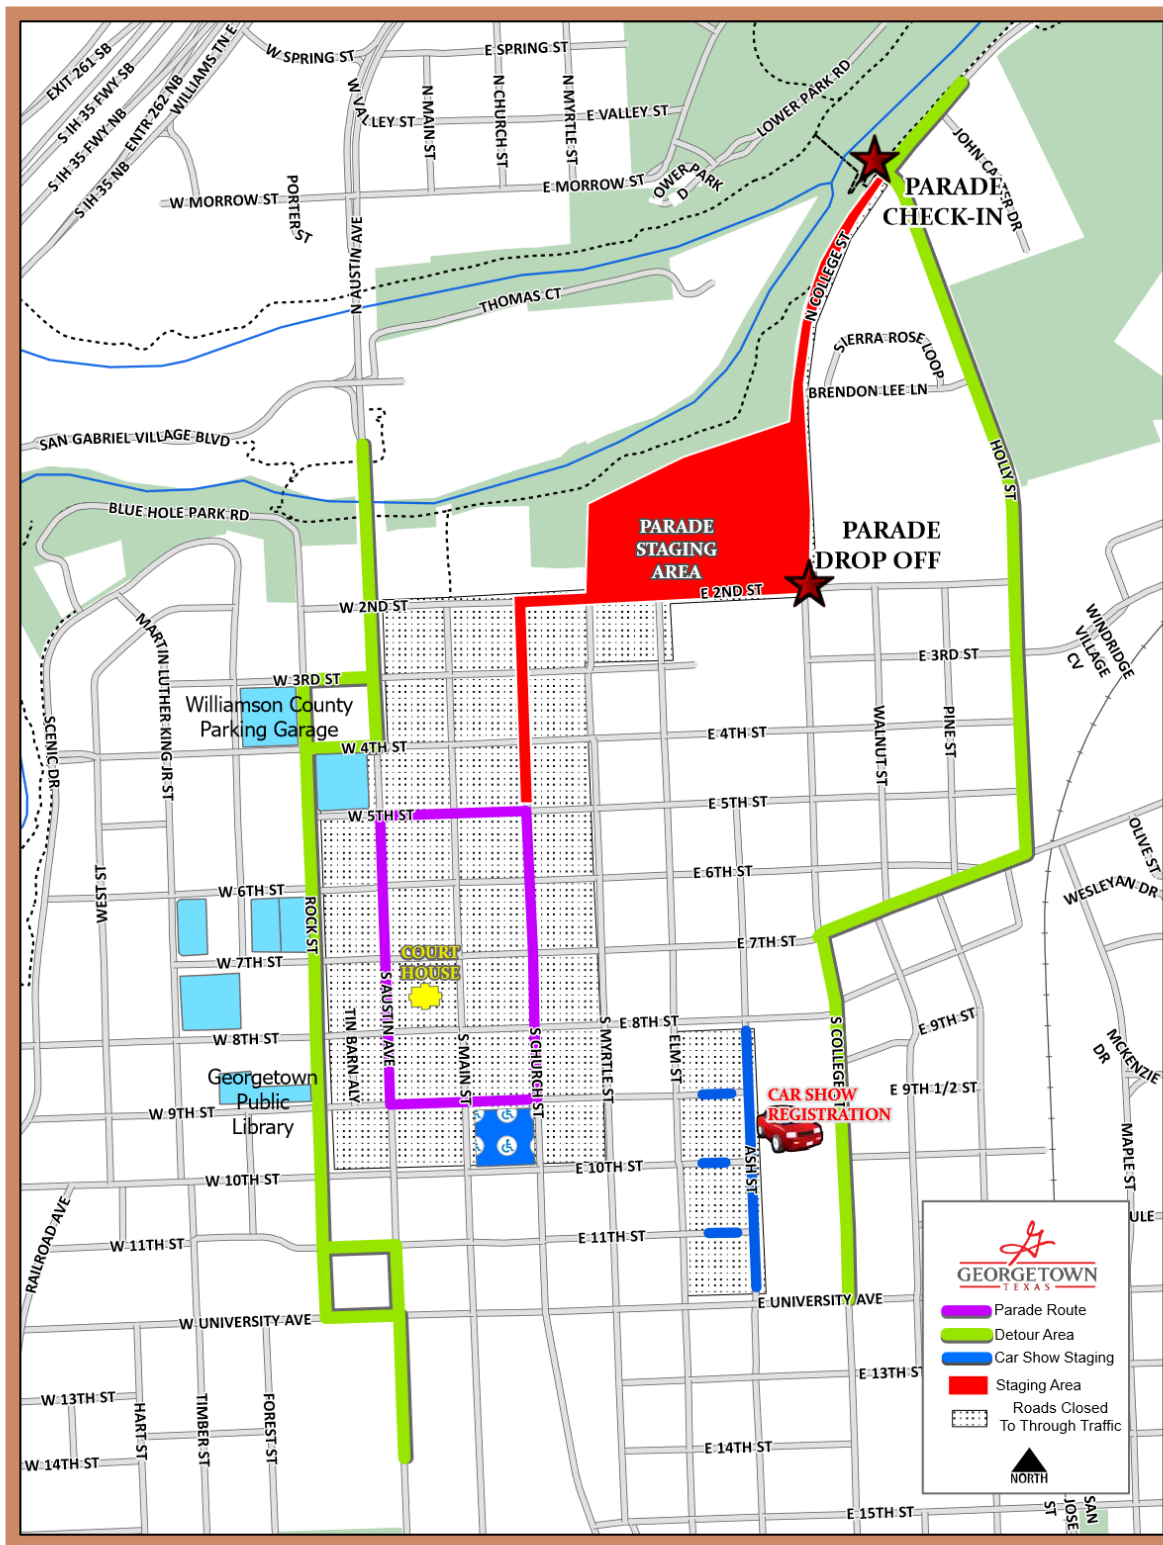 EXIT 261 SB
S IH 35 FWY SB
S IH 35 FWY NB
S IH 35 NB
ENTR 262 NB
WILLIAMS TN E
W SPRING ST
E SPRING ST
W VAL
LEY ST
N MAIN ST
N CHURCH ST
N MYRTLE ST
E VALLEY ST
LOWER PARK RD
OWER PARK
D
W MORROW ST
PORTER ST
E MORROW ST
N AUSTIN AVE
JOHN CARTER DR
PARADE
CHECK-IN
N COLLEGE ST
THOMAS CT
SIERRA ROSE LOOP
BRENDON LEE LN
SAN GABRIEL VILLAGE BLVD
HOLLY ST
BLUE HOLE PARK RD
PARADE
STAGING
AREA
PARADE
DROP OFF
W 2ND ST
E 2ND ST
MARTIN LUTHER KING JR ST
WINDRIDGE
VILLAGE
CV
W 3RD ST
E 3RD ST
Williamson County
Parking Garage
SCENIC DR
W 4TH ST
E 4TH ST
WALNUT ST
PINE ST
W 5TH ST
E 5TH ST
OLIVE ST
WEST ST
W 6TH ST
E 6TH ST
WESLEYAN DR
ROCK ST
W 7TH ST
COURT
HOUSE
E 7TH ST
S AUSTIN AVE
TIN BARN ALY
W 8TH ST
S MAIN ST
S CHURCH ST
S MYRTLE ST
E 8TH ST
ELM ST
S COLLEGE ST
E 9TH ST
MCKENZIE
DR
Georgetown
Public
Library
W 9TH ST
CAR SHOW
REGISTRATION
E 9TH 1/2 ST
ASH ST
MAPLE ST
W 10TH ST
E 10TH ST
RAILROAD AVE
W 11TH ST
E 11TH ST
ULE
W UNIVERSITY AVE
E UNIVERSITY AVE
GEORGETOWN
TEXAS
Parade Route
Detour Area
Car Show Staging
Staging Area
Roads Closed
To Through Traffic
NORTH
W 13TH ST
E 13TH ST
HART ST
TIMBER ST
FOREST ST
W 14TH ST
E 14TH ST
E 15TH ST
ST
SAN
JOSE